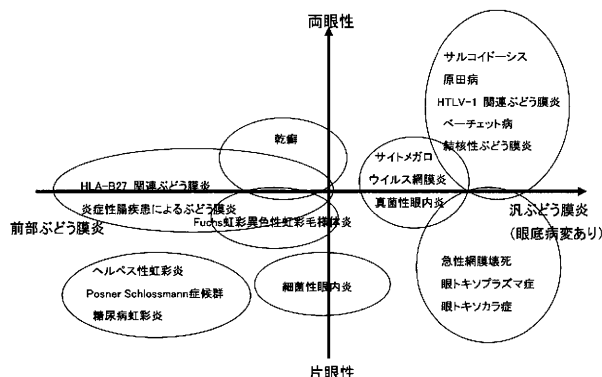 両眼性
サルコイドーシス
原田病
HTLV-1 関連ぶどう膜炎
ベーチェット病
結核性ぶどう膜炎
乾癬
サイトメガロ
ウイルス網膜炎
真菌性眼内炎
HLA-B27 関連ぶどう膜炎
炎症性腸疾患によるぶどう膜炎
Fuchs虹彩異色性虹彩毛様体炎
前部ぶどう膜炎
汎ぶどう膜炎
(眼底病変あり)
ヘルペス性虹彩炎
Posner Schlossmann症候群
糖尿病虹彩炎
細菌性眼内炎
急性網膜壊死
眼トキソプラズマ症
眼トキソカラ症
片眼性